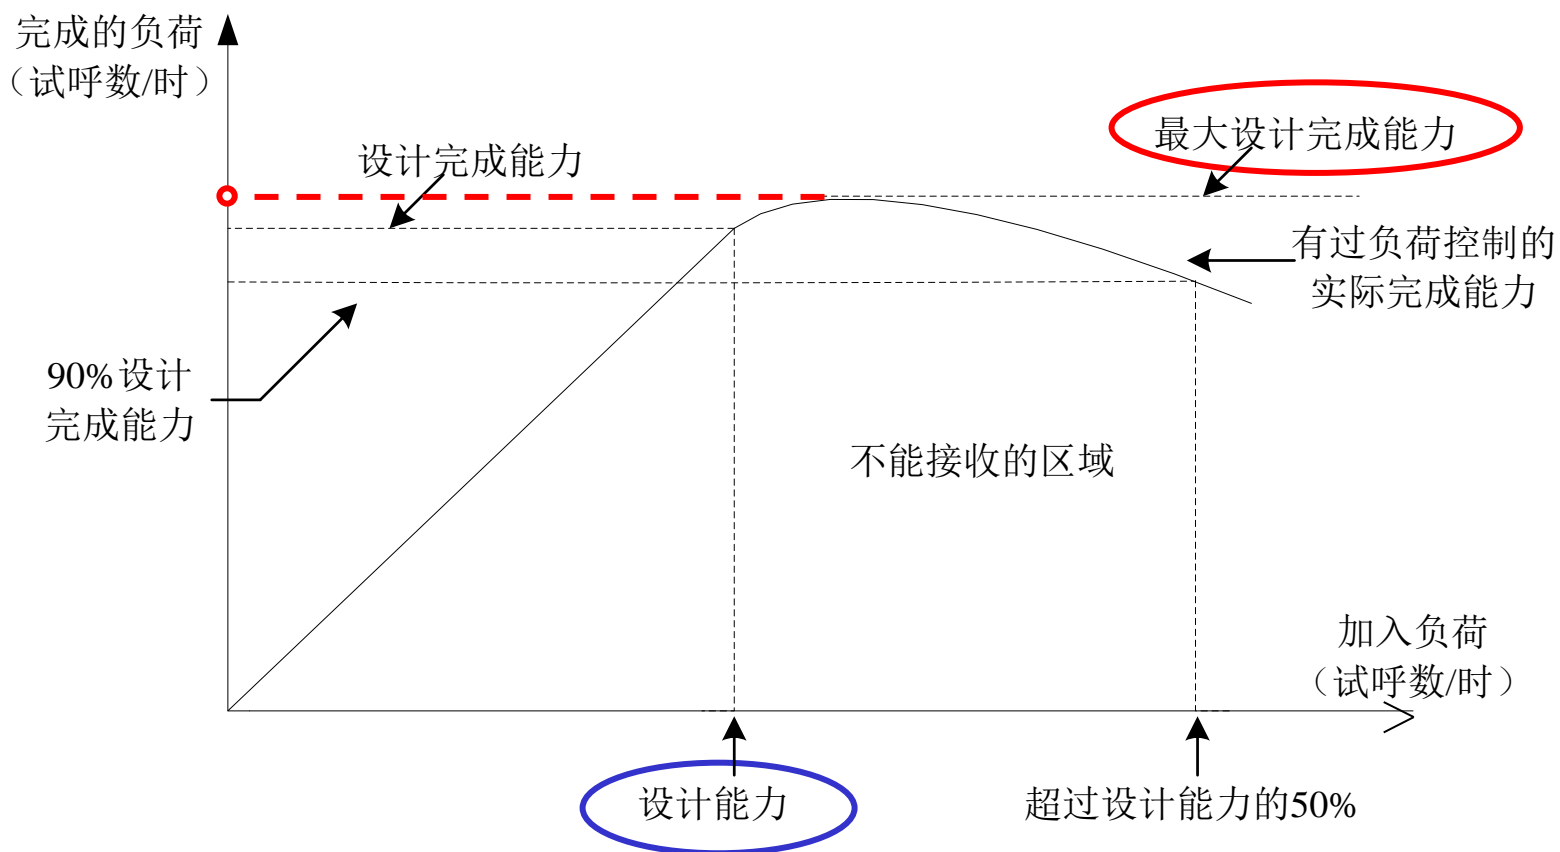 完成的负荷
（试呼数/时）
设计完成能力
最大设计完成能力
有过负荷控制的
实际完成能力
90%设计
完成能力
不能接收的区域
加入负荷
（试呼数/时）
设计能力
超过设计能力的50%